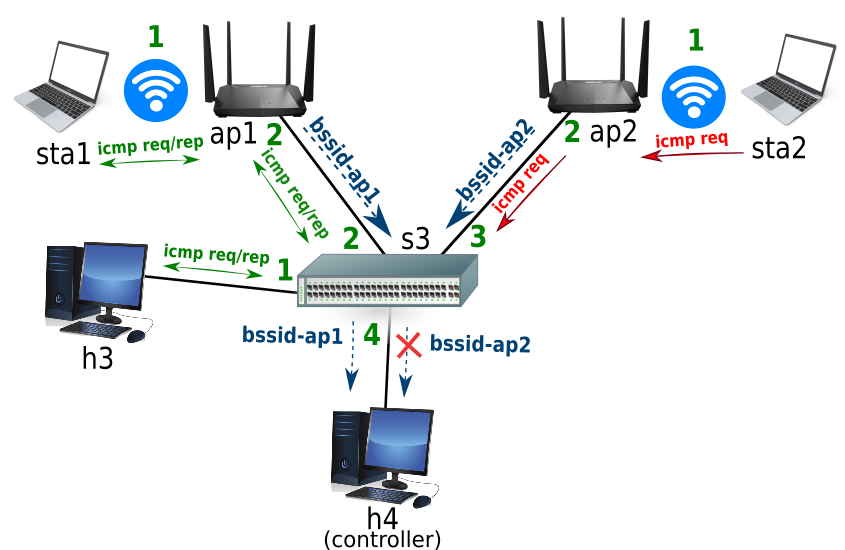 1
1
ap1
2
bssid-ap1
bssid-ap2
2
ap2
icmp req
sta2
sta1
icmp req/rep
icmp req/rep
icmp req
2
s3
3
icmp req/rep
1
h3
bssid-ap1
4
bssid-ap2
h4
(controller)